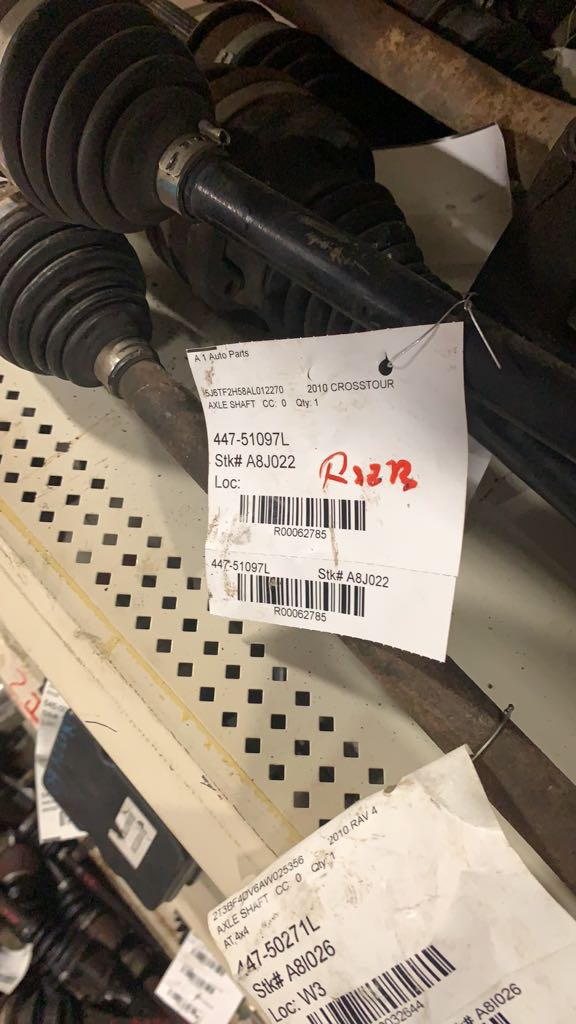 A 1 Auto Parts
5J6TF2H58AL012270 2010 CROSSTOUR
AXLE SHAFT CC: 0 Qty: 1
447-51097L
Stk# A8J022
Loc:
R00062785
447-51097L Stk# A8J022
R00062785
2T3BF4DV6AW025356 2010 RAV 4
AXLE SHAFT CC: 0 Qty: 1
AT,4x4
447-50271L
Stk# A8I026
Loc: W3
Stk# A8I026